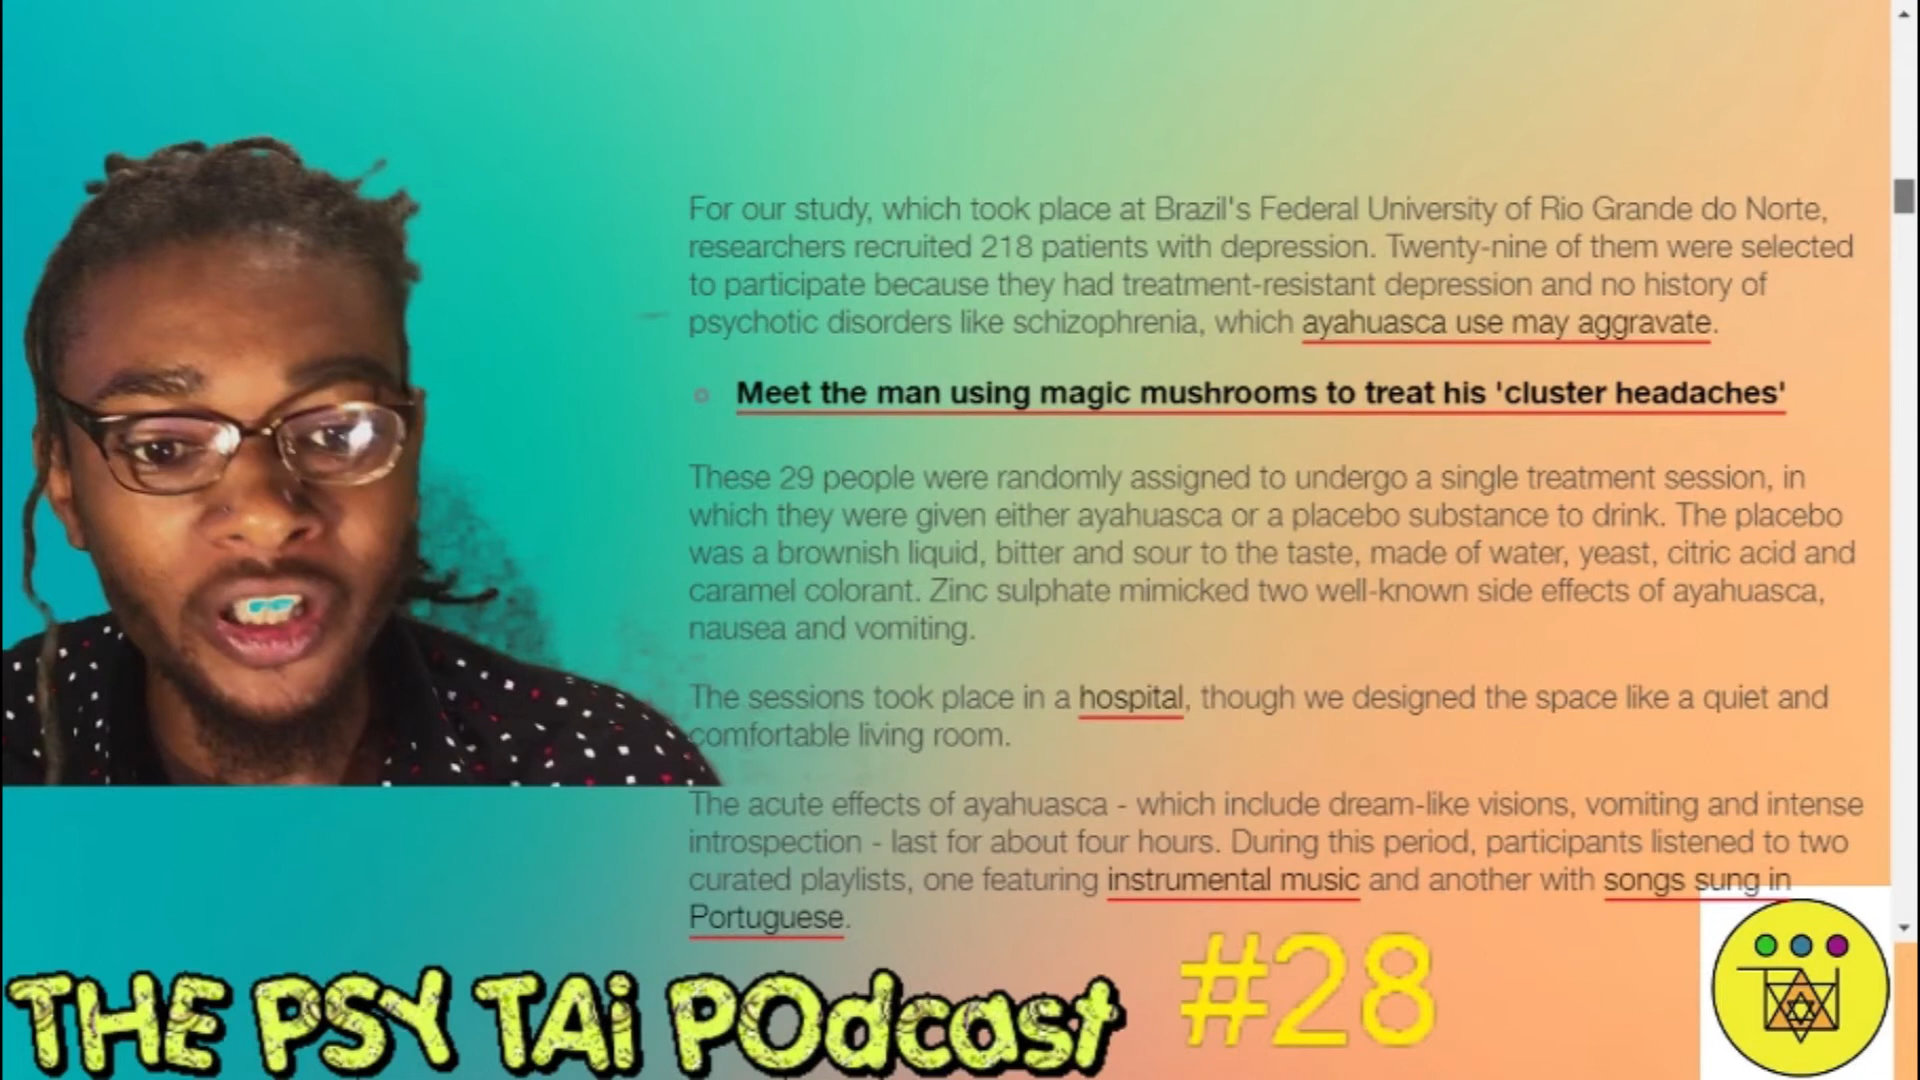 For our study, which took place at Brazil's Federal University of Rio Grande do Norte,
researchers recruited 218 patients with depression. Twenty-nine of them were selected
to participate because they had treatment-resistant depression and no history of
psychotic disorders like schizophrenia, which ayahuasca use may aggravate.
Meet the man using magic mushrooms to treat his 'cluster headaches'
These 29 people were randomly assigned to undergo a single treatment session, in
which they were given either ayahuasca or a placebo substance to drink. The placebo
was a brownish liquid, bitter and sour to the taste, made of water, yeast, citric acid and
caramel colorant. Zinc sulphate mimicked two well-known side effects of ayahuasca,
nausea and vomiting.
The sessions took place in a hospital, though we designed the space like a quiet and
comfortable living room.
The acute effects of ayahuasca - which include dream-like visions, vomiting and intense
introspection - last for about four hours. During this period, participants listened to two
curated playlists, one featuring instrumental music and another with songs sung in
Portuguese.
THE PSY TAi POdcast #28